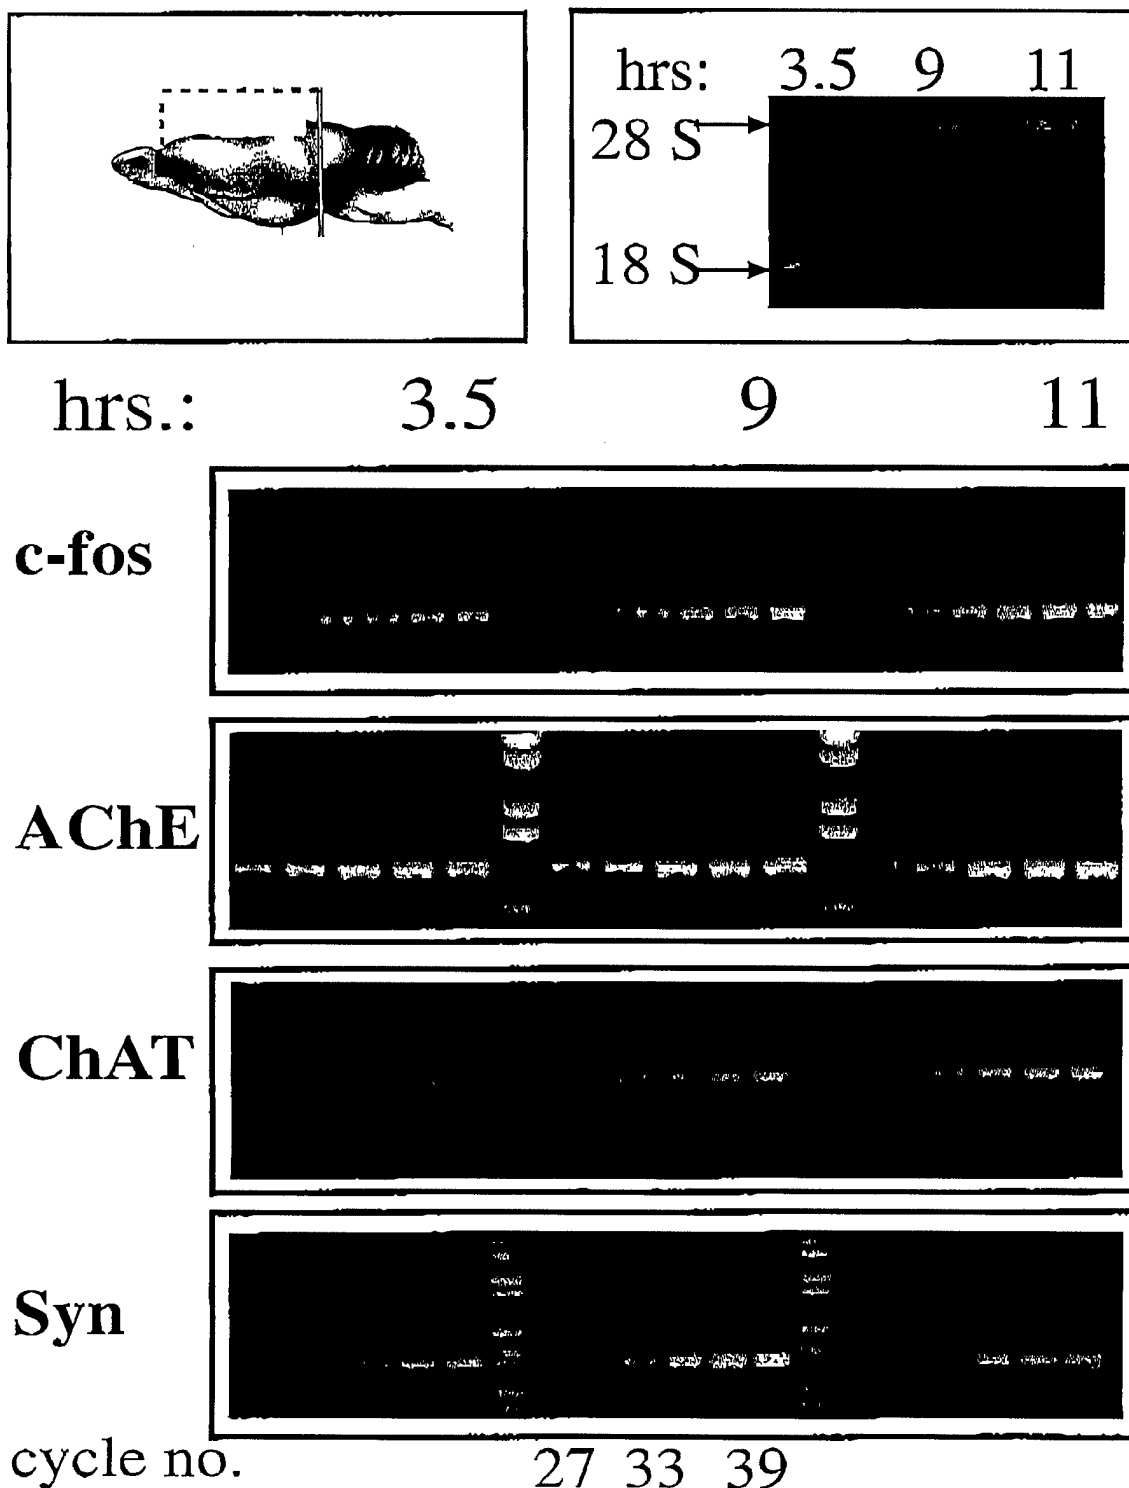 hrs: 3.5 9 11
28 S
18 S
hrs.: 3.5 9 11
c-fos
AChE
ChAT
Syn
cycle no. 27 33 39